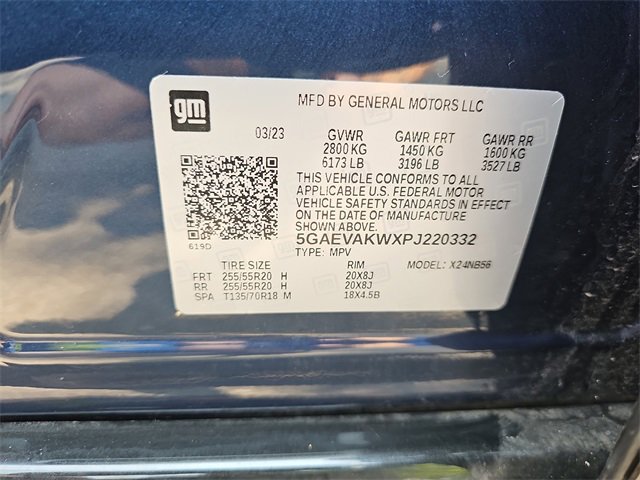 gm
MFD BY GENERAL MOTORS LLC
03/23 GVWR GAWR FRT GAWR RR
2800 KG 1450 KG 1600 KG
6173 LB 3196 LB 3527 LB
THIS VEHICLE CONFORMS TO ALL
APPLICABLE U.S. FEDERAL MOTOR
VEHICLE SAFETY STANDARDS IN EFFECT
ON THE DATE OF MANUFACTURE
SHOWN ABOVE.
619D 5GAEVAKWXPJ220332
TYPE: MPV MODEL: X24NB56
TIRE SIZE RIM
FRT 255/55R20 H 20X8J
RR 255/55R20 H 20X8J
SPA T135/70R18 M 18X4.5B